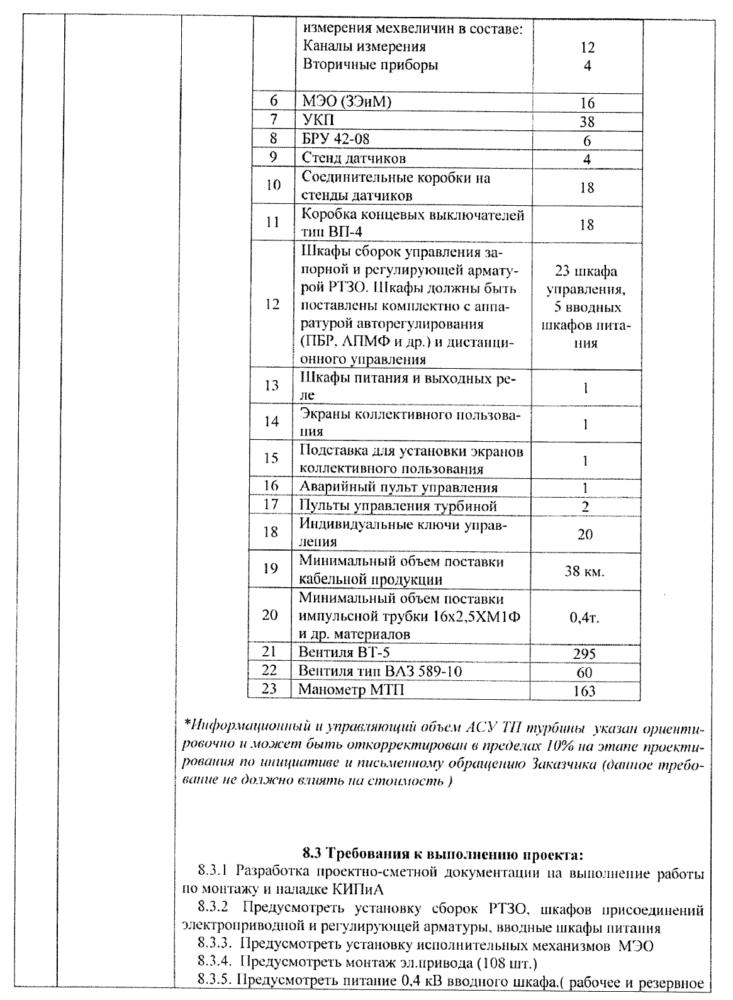 измерения мехвеличин в составе:
Каналы измерения 12
Вторичные приборы 4
6 МЭО (ЗЭиМ) 16
7 УКП 38
8 БРУ 42-08 6
9 Стенд датчиков 4
10 Соединительные коробки на
стенды датчиков 18
11 Коробка концевых выключателей
тип ВП-4 18
12 Шкафы сборок управления за-
порной и регулирующей армату-
рой РТЗО. Шкафы должны быть
поставлены комплектно с аппа-
ратурой авторегулирования
(ПБР, АПМФ и др.) и дистанци-
онного управления
23 шкафа
управления,
5 вводных
шкафов пита-
ния
13 Шкафы питания и выходных ре-
ле 1
14 Экраны коллективного пользова-
ния 1
15 Подставка для установки экранов
коллективного пользования 1
16 Аварийный пульт управления 1
17 Пульты управления турбиной 2
18 Индивидуальные ключи управ-
ления 20
19 Минимальный объем поставки
кабельной продукции 38 км.
20 Минимальный объем поставки
импульсной трубки 16х2,5ХМ1Ф
и др. материалов 0,4т.
21 Вентиля ВТ-5 295
22 Вентиля тип ВАЗ 589-10 60
23 Манометр МТП 163
*Информационный и управляющий объем АСУ ТП турбины указан ориенти-
ровочно и может быть откорректирован в пределах 10% на этапе проекти-
рования по инициативе и письменному обращению Заказчика (данное требо-
вание не должно влиять на стоимость )
8.3 Требования к выполнению проекта:
8.3.1 Разработка проектно-сметной документации на выполнение работы
по монтажу и наладке КИПиА
8.3.2 Предусмотреть установку сборок РТЗО, шкафов присоединений
электроприводной и регулирующей арматуры, вводные шкафы питания
8.3.3. Предусмотреть установку исполнительных механизмов МЭО
8.3.4. Предусмотреть монтаж эл.привода (108 шт.)
8.3.5. Предусмотреть питание 0,4 кВ вводного шкафа.( рабочее и резервное